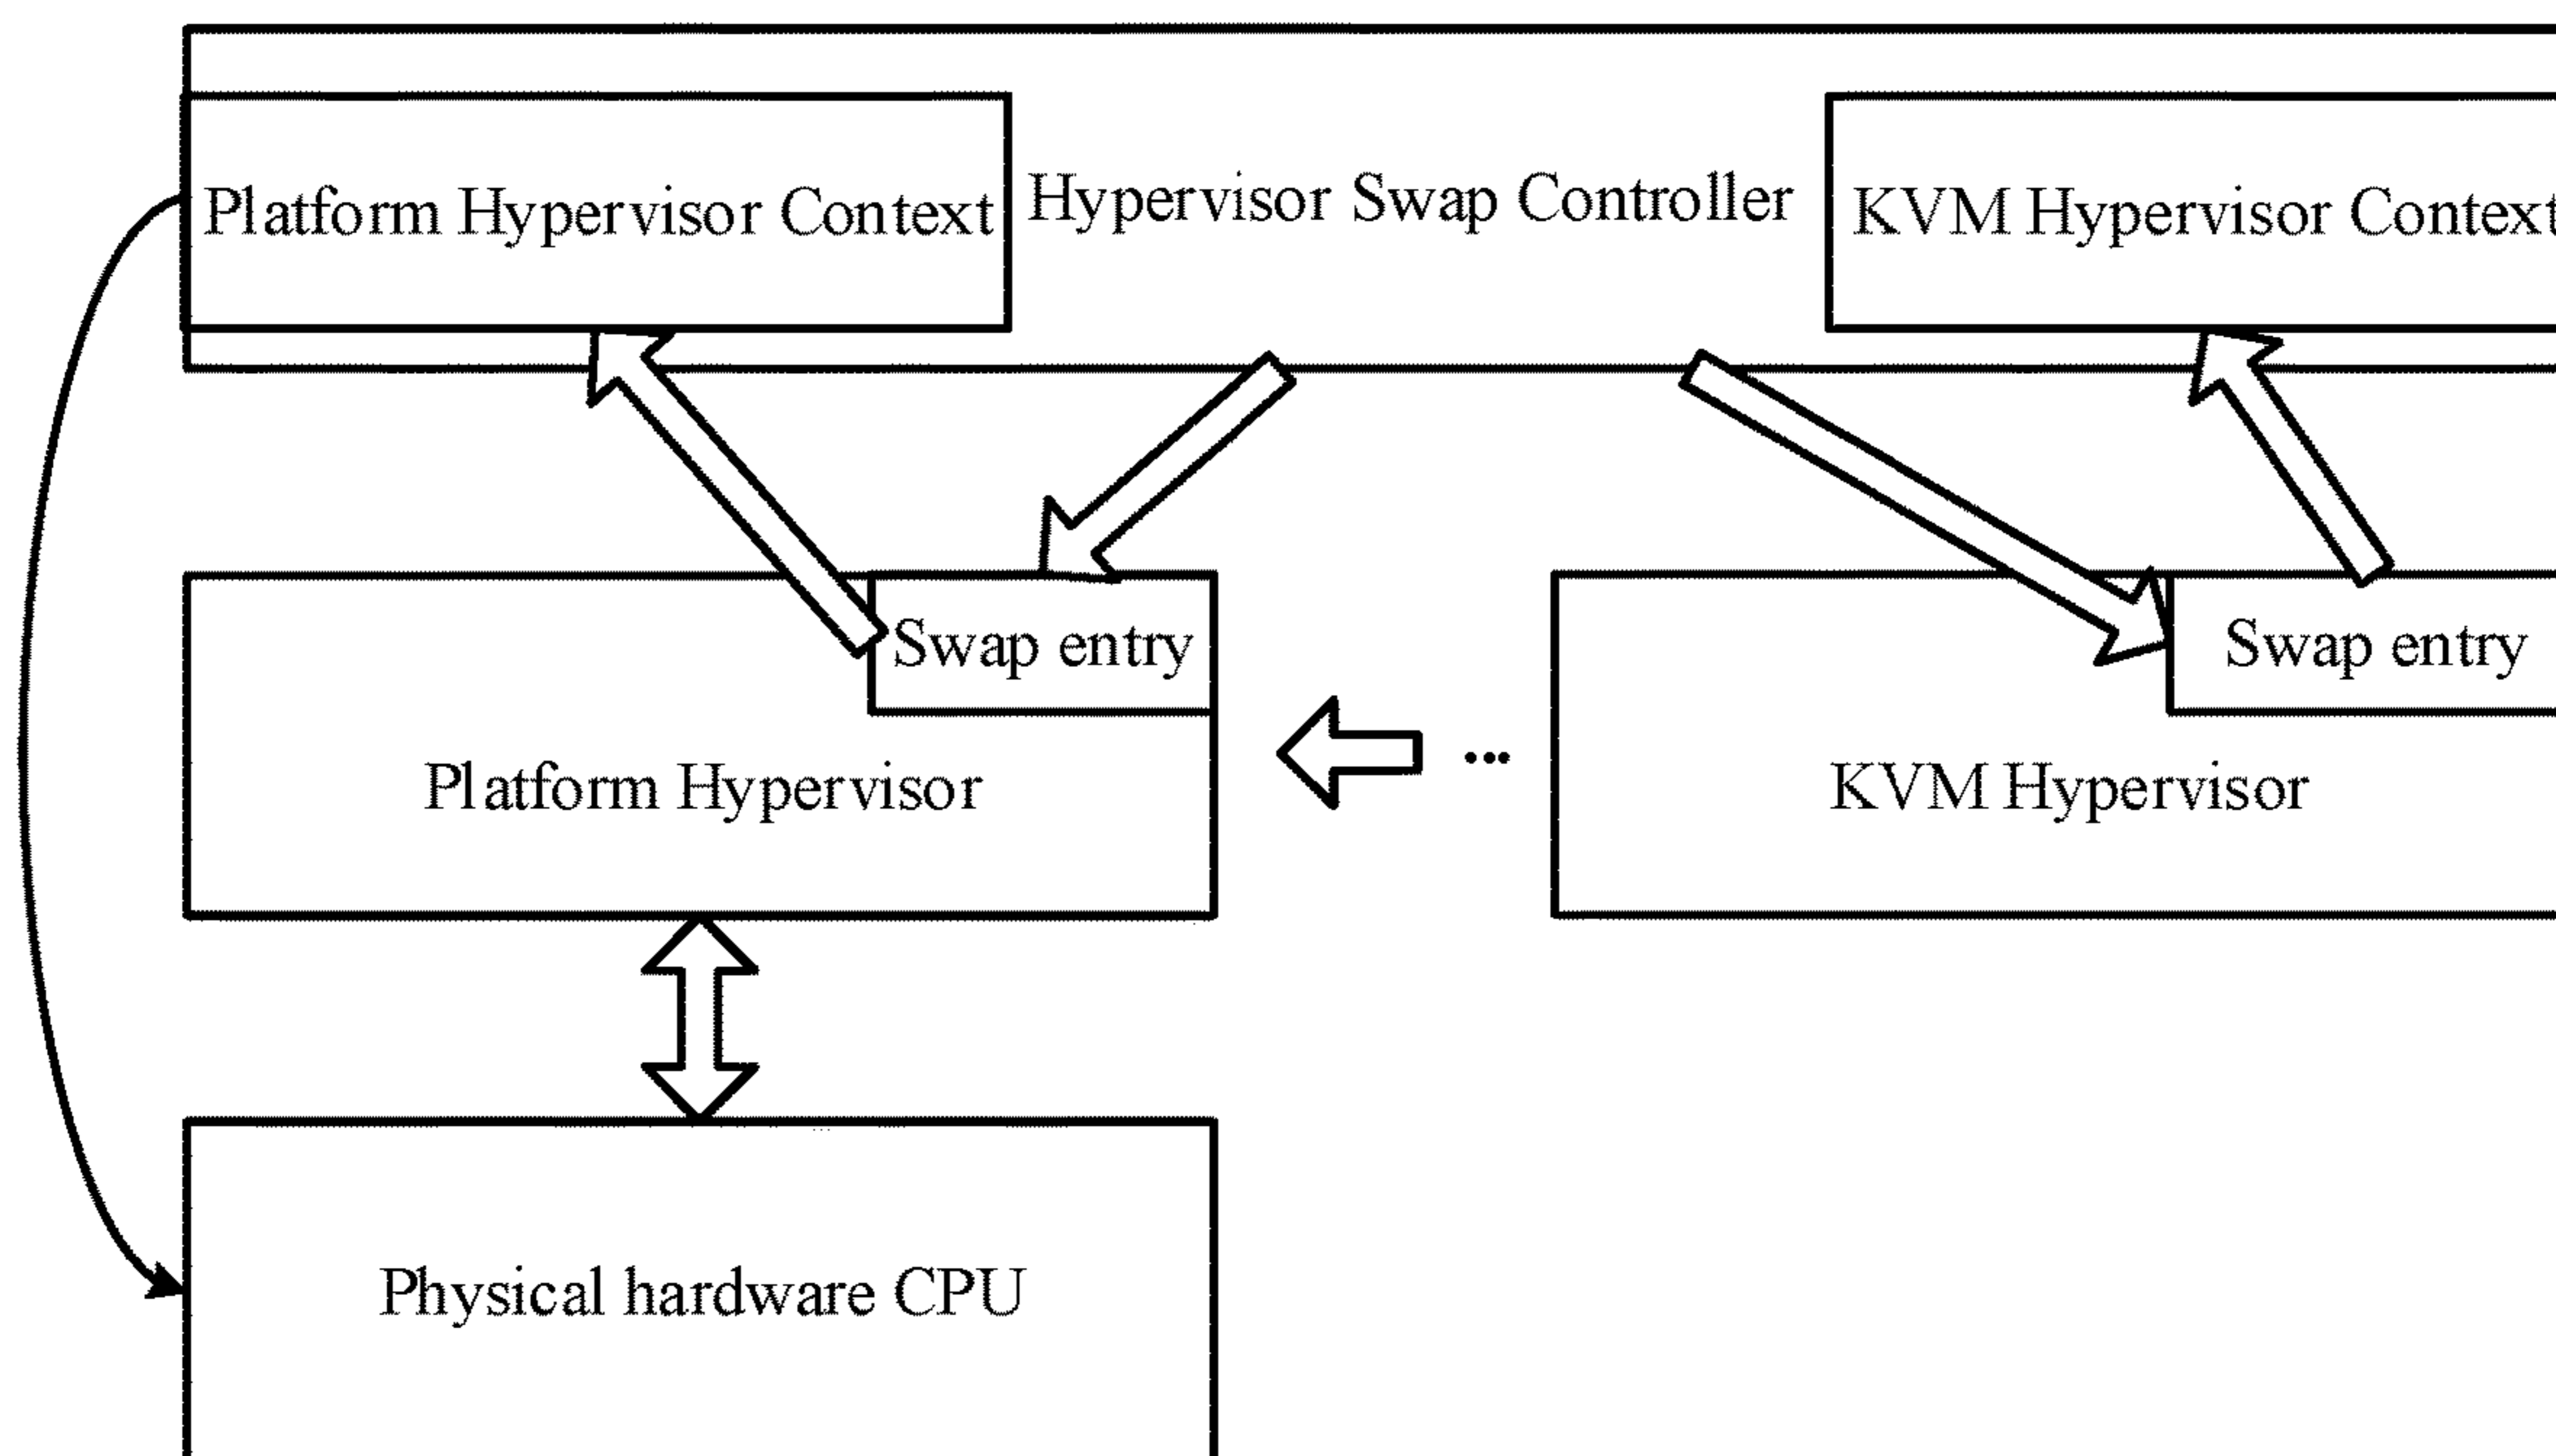 Platform Hypervisor Context
Hypervisor Swap Controller
KVM Hypervisor Context
Swap entry
Swap entry
Platform Hypervisor
...
KVM Hypervisor
Physical hardware CPU